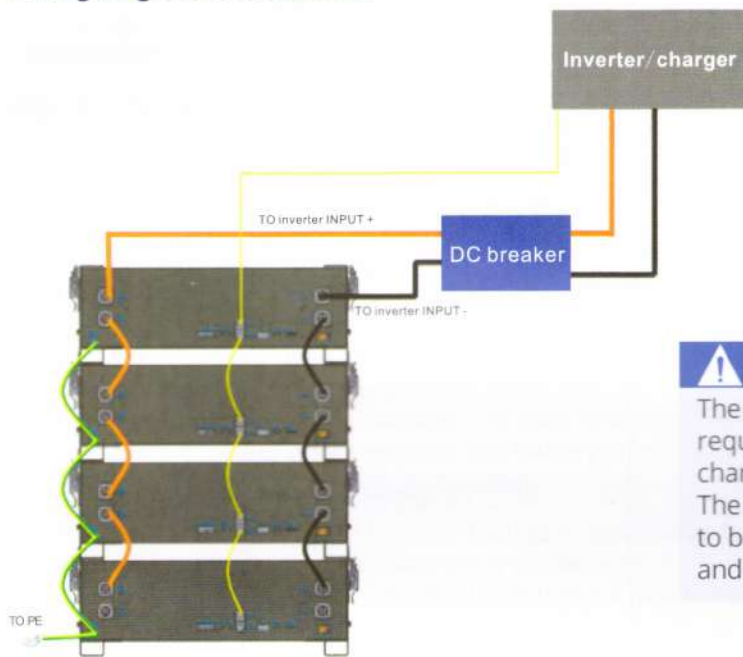 Inverter/charger
TO inverter INPUT +
DC breaker
TO inverter INPUT -
The
requ
char
The
to b
and
TO PE